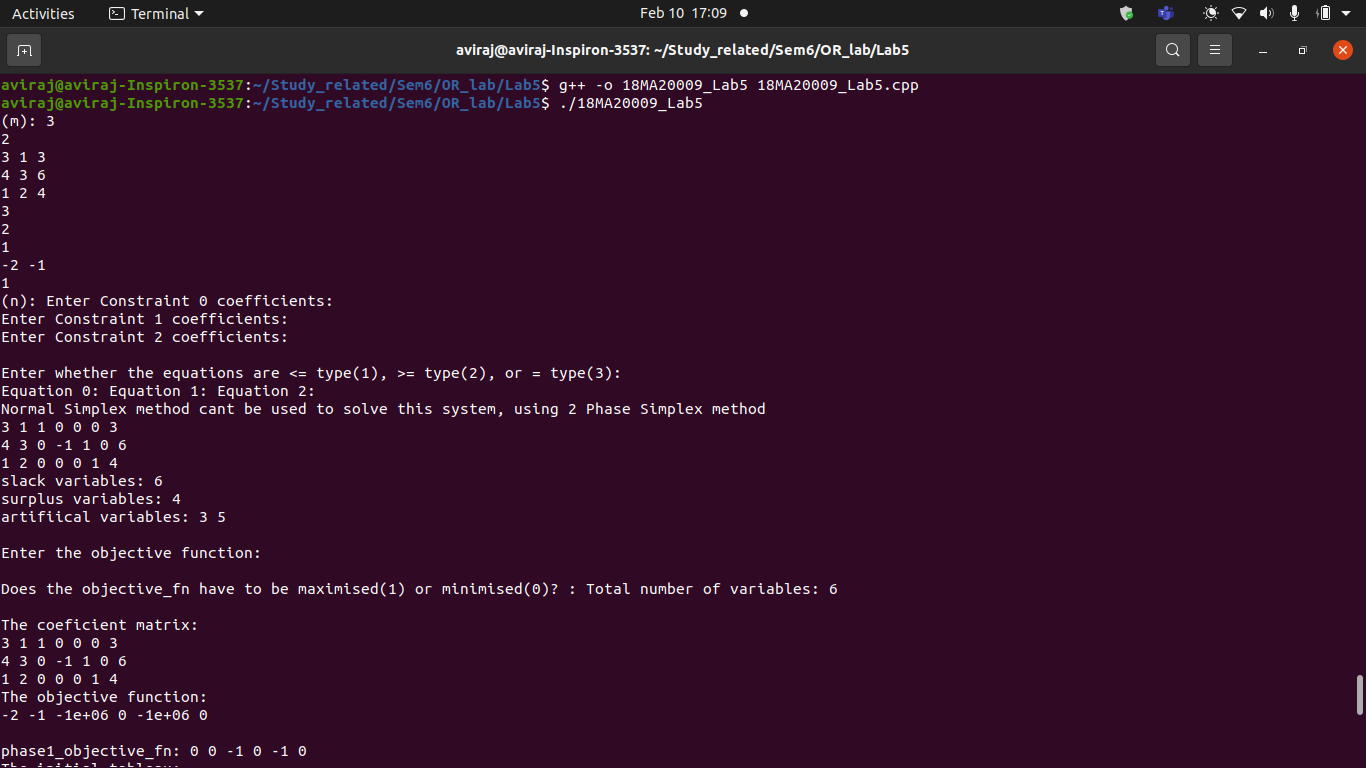 Activities Terminal Feb 10 17:09
aviraj@aviraj-Inspiron-3537: ~/Study_related/Sem6/OR_lab/Lab5
aviraj@aviraj-Inspiron-3537:~/Study_related/Sem6/OR_lab/Lab5$ g++ -o 18MA20009_Lab5 18MA20009_Lab5.cpp
aviraj@aviraj-Inspiron-3537:~/Study_related/Sem6/OR_lab/Lab5$ ./18MA20009_Lab5
(m): 3
2
3 1 3
4 3 6
1 2 4
3
2
1
-2 -1
1
(n): Enter Constraint 0 coefficients:
Enter Constraint 1 coefficients:
Enter Constraint 2 coefficients:
Enter whether the equations are <= type(1), >= type(2), or = type(3):
Equation 0: Equation 1: Equation 2:
Normal Simplex method cant be used to solve this system, using 2 Phase Simplex method
3 1 1 0 0 0 3
4 3 0 -1 1 0 6
1 2 0 0 0 1 4
slack variables: 6
surplus variables: 4
artifiical variables: 3 5
Enter the objective function:
Does the objective_fn have to be maximised(1) or minimised(0)? : Total number of variables: 6
The coeficient matrix:
3 1 1 0 0 0 3
4 3 0 -1 1 0 6
1 2 0 0 0 1 4
The objective function:
-2 -1 -1e+06 0 -1e+06 0
phase1_objective_fn: 0 0 -1 0 -1 0